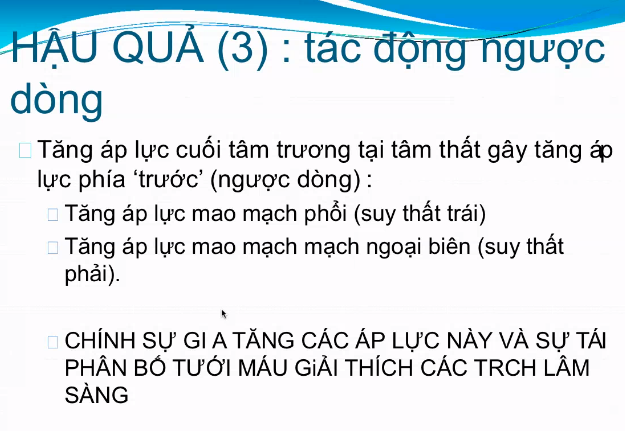 HẬU QUẢ (3) : tác động ngược
dòng
Tăng áp lực cuối tâm trương tại tâm thất gây tăng áp
lực phía ‘trước’ (ngược dòng) :
Tăng áp lực mao mạch phổi (suy thất trái)
Tăng áp lực mao mạch mạch ngoại biên (suy thất
phải).
CHÍNH SỰ GI A TĂNG CÁC ÁP LỰC NÀY VÀ SỰ TÁI
PHÂN BỐ TƯỚI MÁU GiẢI THÍCH CÁC TRCH LÂM
SÀNG